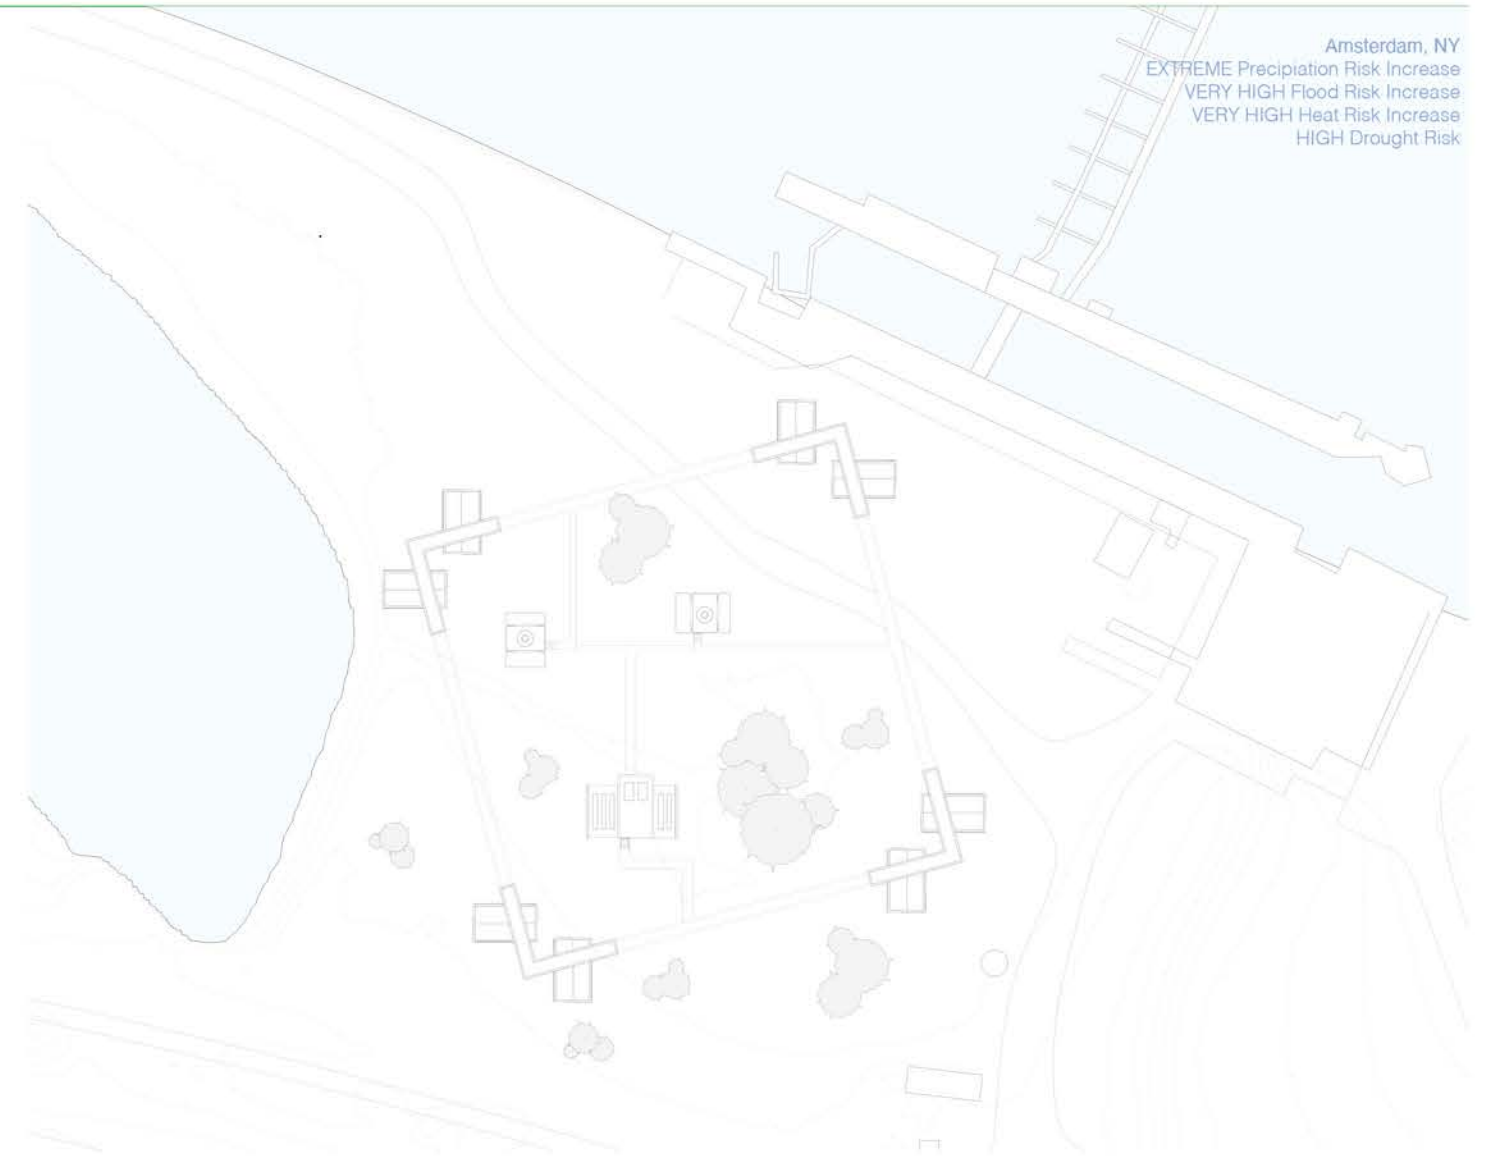 Amsterdam, NY
EXTREME Precipiation Risk Increase
VERY HIGH Flood Risk Increase
VERY HIGH Heat Risk Increase
HIGH Drought Risk